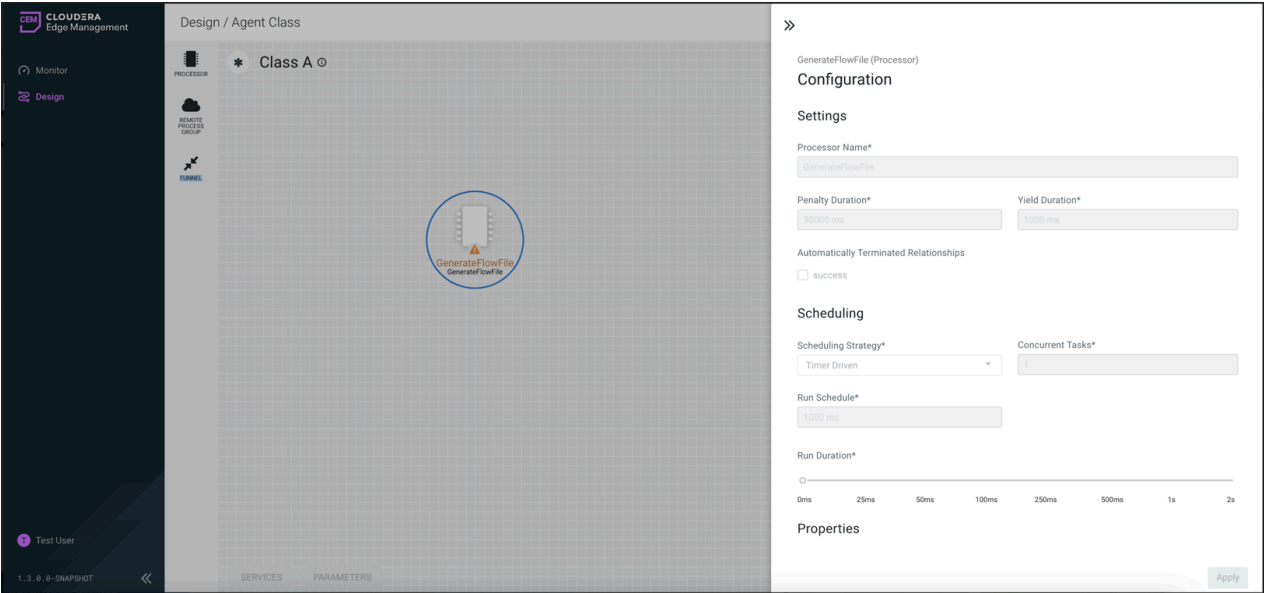 CEM CLOUDERA
Edge Management
Monitor
Design
T Test User
1.3.0.0-SNAPSHOT
Design / Agent Class
PROCESSOR
REMOTE
PROCESS
GROUP
FUNNEL
Class A
GenerateFlowFile
GenerateFlowFile
SERVICES PARAMETERS
GenerateFlowFile (Processor)
Configuration
Settings
Processor Name*
GenerateFlowFile
Penalty Duration* Yield Duration*
30000 ms 1000 ms
Automatically Terminated Relationships
success
Scheduling
Scheduling Strategy* Concurrent Tasks*
Timer Driven 1
Run Schedule*
1000 ms
Run Duration*
0ms 25ms 50ms 100ms 250ms 500ms 1s 2s
Properties
Apply